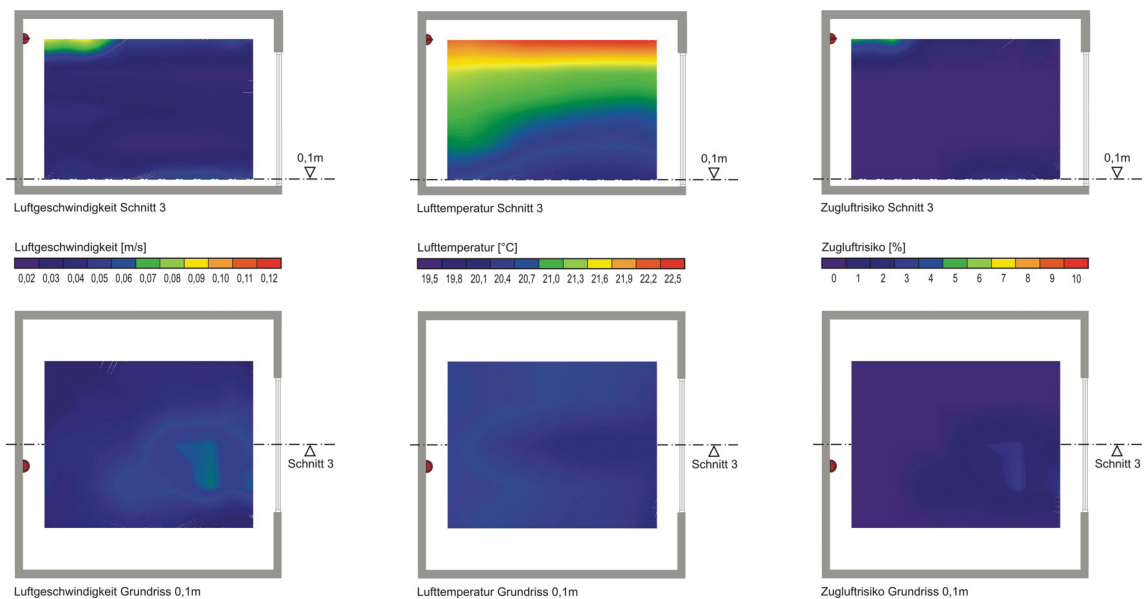 0,1m
0,1m
0,1m
Luftgeschwindigkeit Schnitt 3
Lufttemperatur Schnitt 3
Zugluftrisiko Schnitt 3
Luftgeschwindigkeit [m/s]
Lufttemperatur [°C]
Zugluftrisiko [%]
0,02 0,03 0,04 0,05 0,06 0,07 0,08 0,09 0,10 0,11 0,12
19,5 19,8 20,1 20,4 20,7 21,0 21,3 21,6 21,9 22,2 22,5
0 1 2 3 4 5 6 7 8 9 10
Schnitt 3
Schnitt 3
Schnitt 3
Luftgeschwindigkeit Grundriss 0,1m
Lufttemperatur Grundriss 0,1m
Zugluftrisiko Grundriss 0,1m